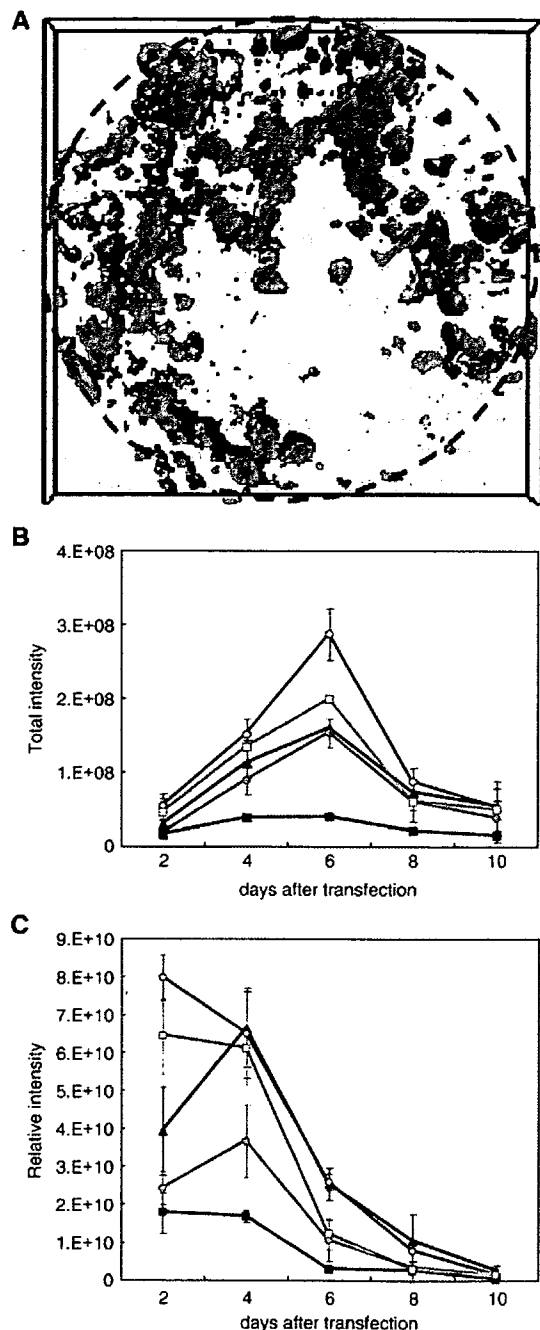 A
B
4.E+08
3.E+08
2.E+08
1.E+08
0
Total intensity
2 4 6 8 10
days after transfection
C
9.E+10
8.E+10
7.E+10
6.E+10
5.E+10
4.E+10
3.E+10
2.E+10
1.E+10
0
Relative intensity
2 4 6 8 10
days after transfection